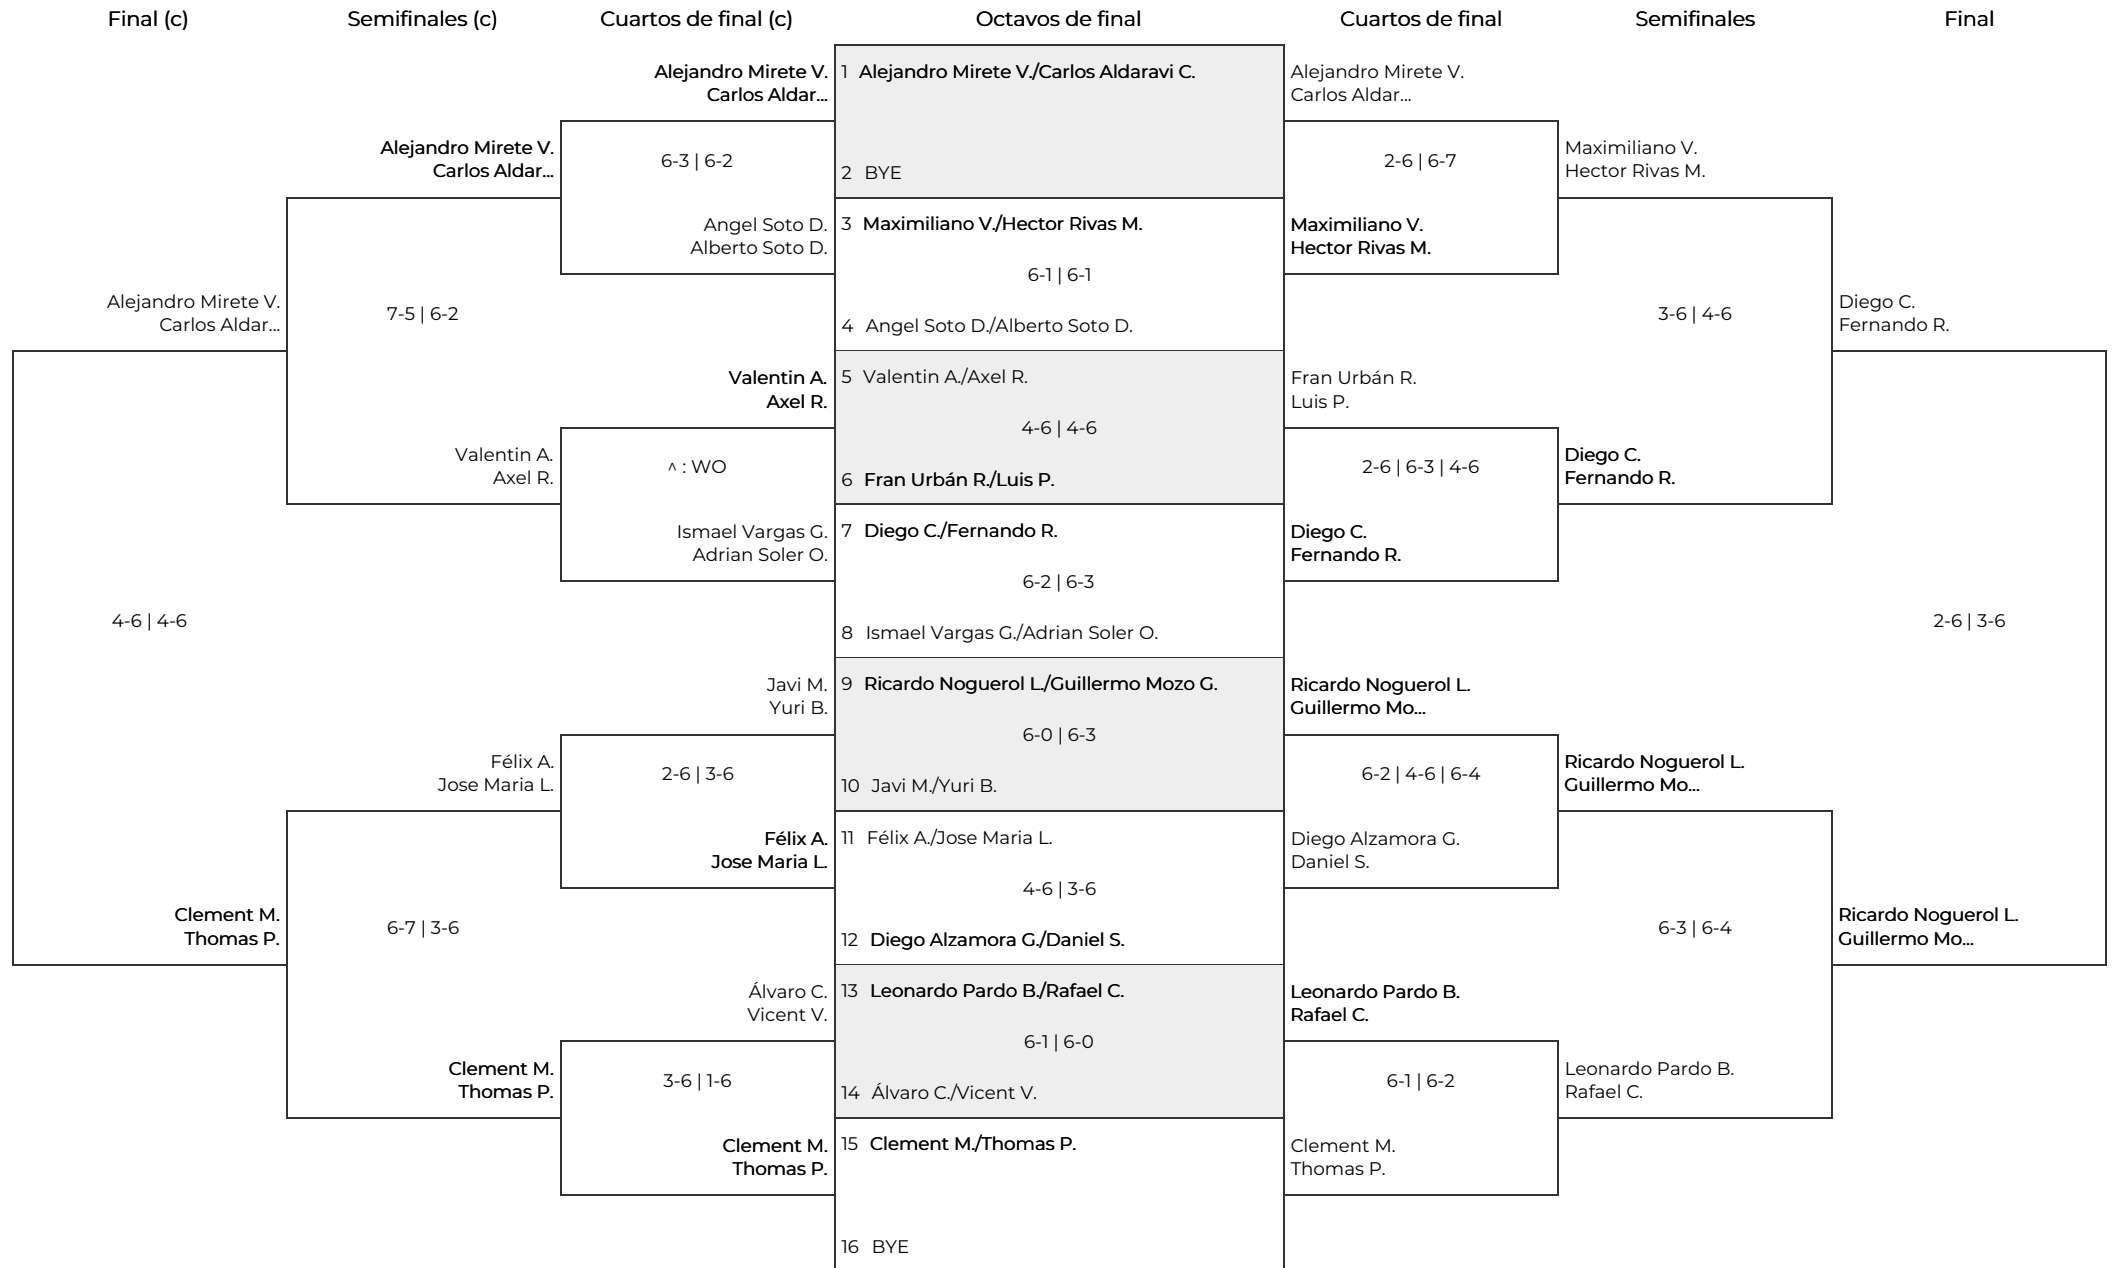 Final (c) Semifinales (c) Cuartos de final (c) Octavos de final Cuartos de final Semifinales Final
Alejandro Mirete V. 1 Alejandro Mirete V./Carlos Aldaravi C. Alejandro Mirete V.
Carlos Aldar... Carlos Aldar...
Alejandro Mirete V. 6-3 | 6-2 2-6 | 6-7 Maximiliano V.
Carlos Aldar... 2 BYE Hector Rivas M.
Angel Soto D. 3 Maximiliano V./Hector Rivas M. Maximiliano V.
Alberto Soto D. Hector Rivas M.
6-1 | 6-1
Alejandro Mirete V. 7-5 | 6-2 3-6 | 4-6 Diego C.
Carlos Aldar... 4 Angel Soto D./Alberto Soto D. Fernando R.
Valentin A. 5 Valentin A./Axel R. Fran Urbán R.
Axel R. Luis P.
4-6 | 4-6
Valentin A. ^ : WO 2-6 | 6-3 | 4-6 Diego C.
Axel R. 6 Fran Urbán R./Luis P. Fernando R.
Ismael Vargas G. 7 Diego C./Fernando R. Diego C.
Adrian Soler O. Fernando R.
6-2 | 6-3
4-6 | 4-6 8 Ismael Vargas G./Adrian Soler O. 2-6 | 3-6
Javi M. 9 Ricardo Noguerol L./Guillermo Mozo G. Ricardo Noguerol L.
Yuri B. Guillermo Mo...
6-0 | 6-3
Félix A. 2-6 | 3-6 6-2 | 4-6 | 6-4 Ricardo Noguerol L.
Jose Maria L. 10 Javi M./Yuri B. Guillermo Mo...
Félix A. 11 Félix A./Jose Maria L. Diego Alzamora G.
Jose Maria L. Daniel S.
4-6 | 3-6
Clement M. 6-7 | 3-6 6-3 | 6-4 Ricardo Noguerol L.
Thomas P. 12 Diego Alzamora G./Daniel S. Guillermo Mo...
Álvaro C. 13 Leonardo Pardo B./Rafael C. Leonardo Pardo B.
Vicent V. Rafael C.
6-1 | 6-0
Clement M. 3-6 | 1-6 6-1 | 6-2 Leonardo Pardo B.
Thomas P. 14 Álvaro C./Vicent V. Rafael C.
Clement M. 15 Clement M./Thomas P. Clement M.
Thomas P. Thomas P.
16 BYE